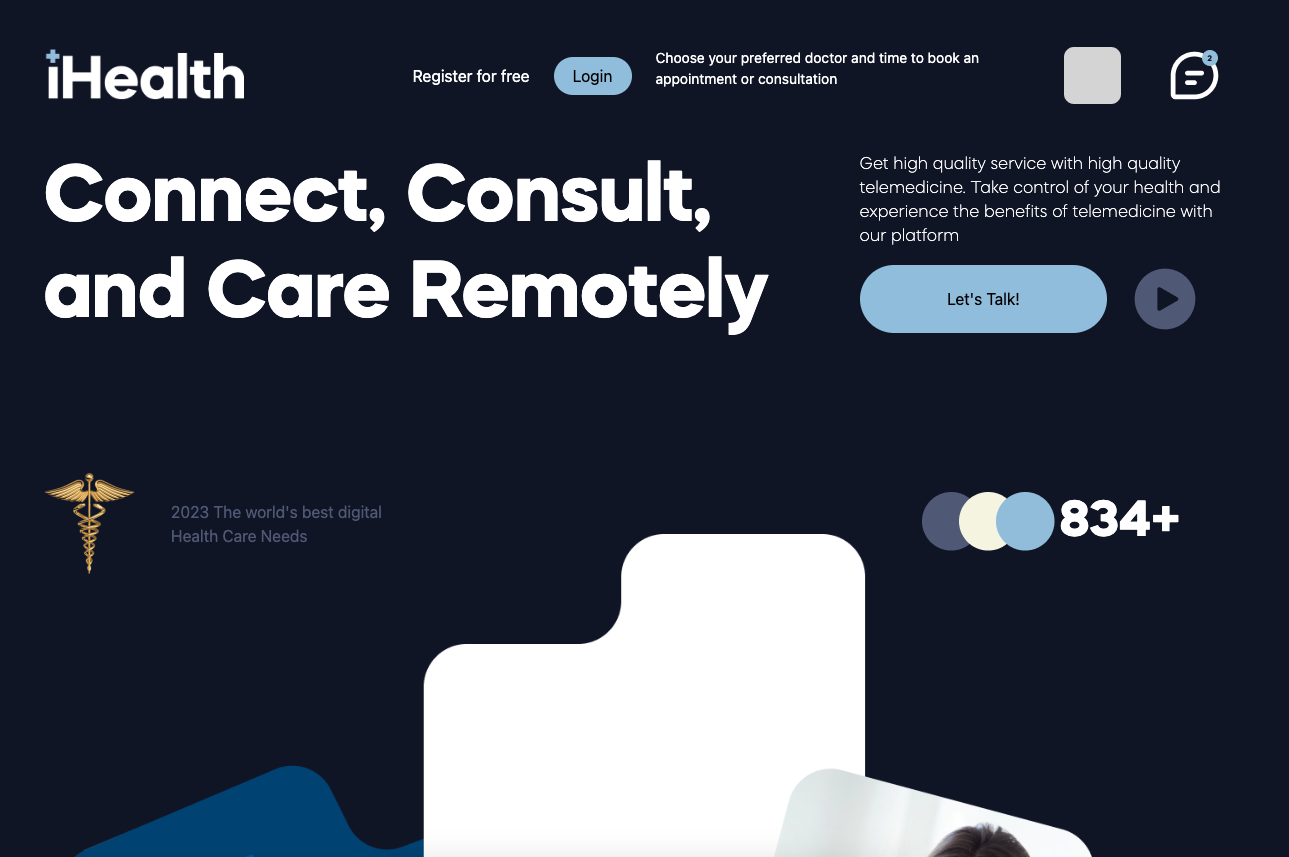 iHealth
Register for free
Login
Choose your preferred doctor and time to book an
appointment or consultation
2
Connect, Consult,
and Care Remotely
Get high quality service with high quality
telemedicine. Take control of your health and
experience the benefits of telemedicine with
our platform
Let's Talk!
2023 The world's best digital
Health Care Needs
834+